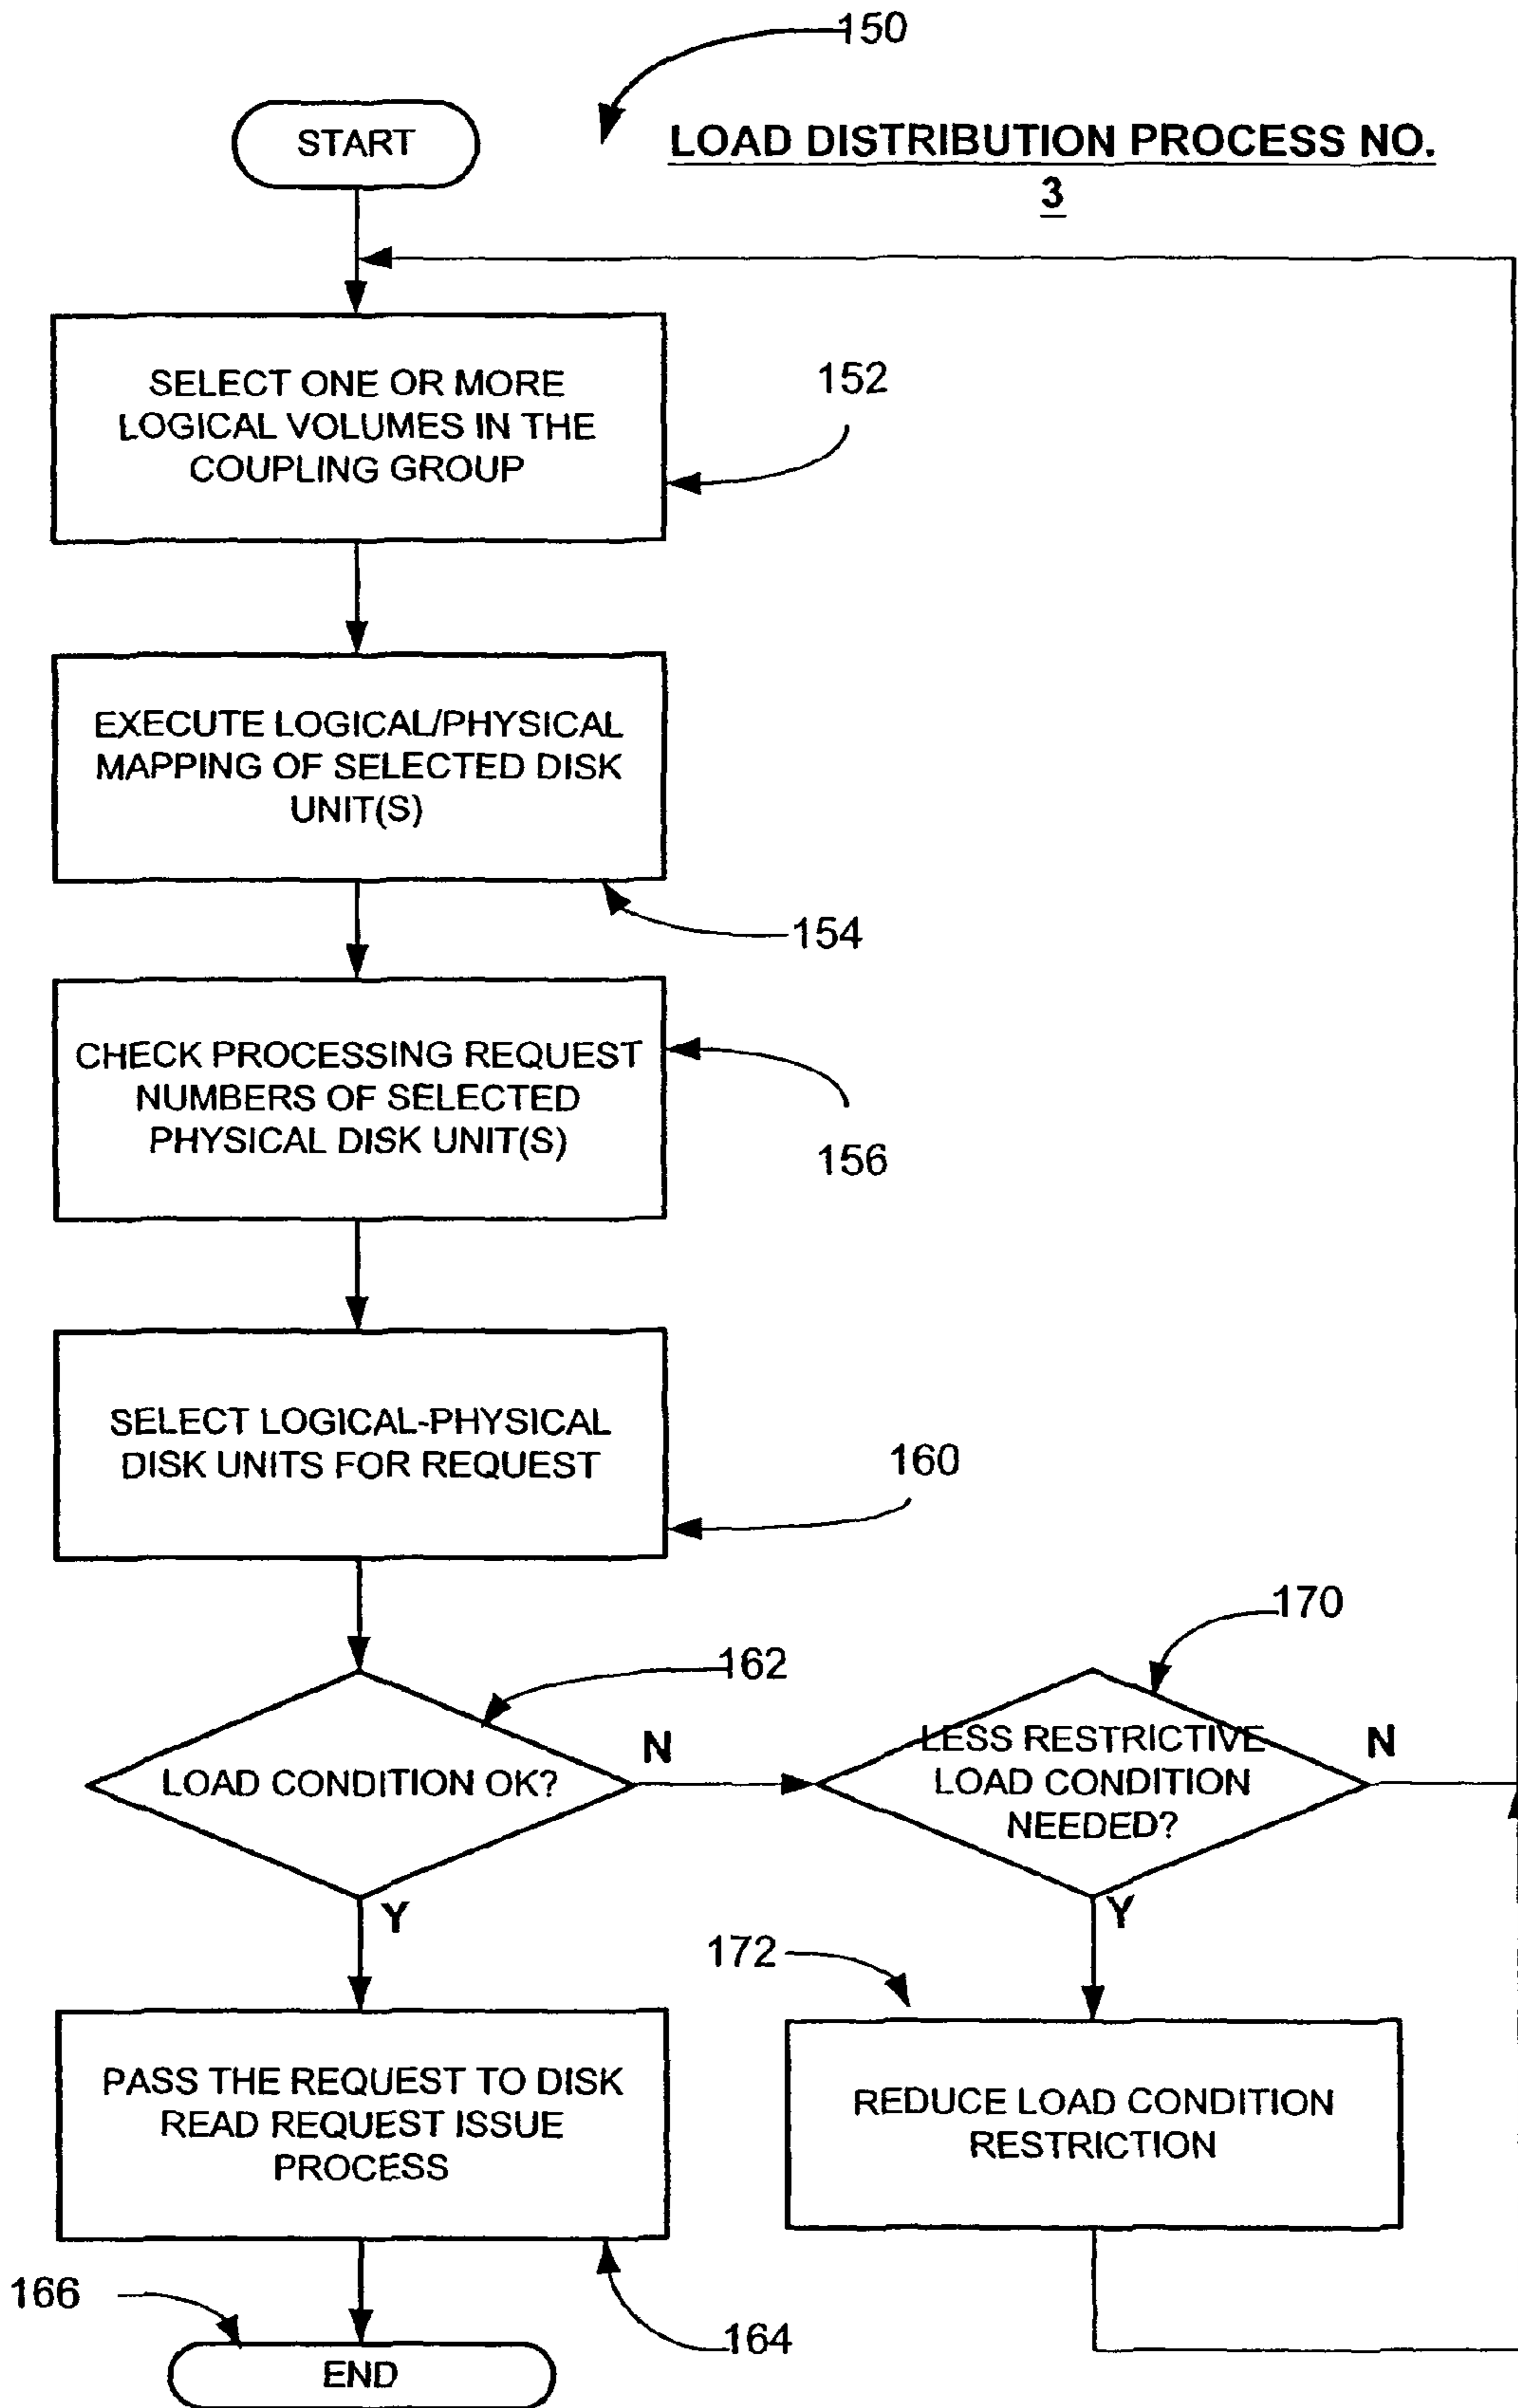 150
START
LOAD DISTRIBUTION PROCESS NO.
3
SELECT ONE OR MORE
LOGICAL VOLUMES IN THE
COUPLING GROUP
152
EXECUTE LOGICAL/PHYSICAL
MAPPING OF SELECTED DISK
UNIT(S)
154
CHECK PROCESSING REQUEST
NUMBERS OF SELECTED
PHYSICAL DISK UNIT(S)
156
SELECT LOGICAL-PHYSICAL
DISK UNITS FOR REQUEST
160
162
LOAD CONDITION OK?
N
Y
170
LESS RESTRICTIVE
LOAD CONDITION
NEEDED?
N
Y
172
PASS THE REQUEST TO DISK
READ REQUEST ISSUE
PROCESS
REDUCE LOAD CONDITION
RESTRICTION
164
166
END